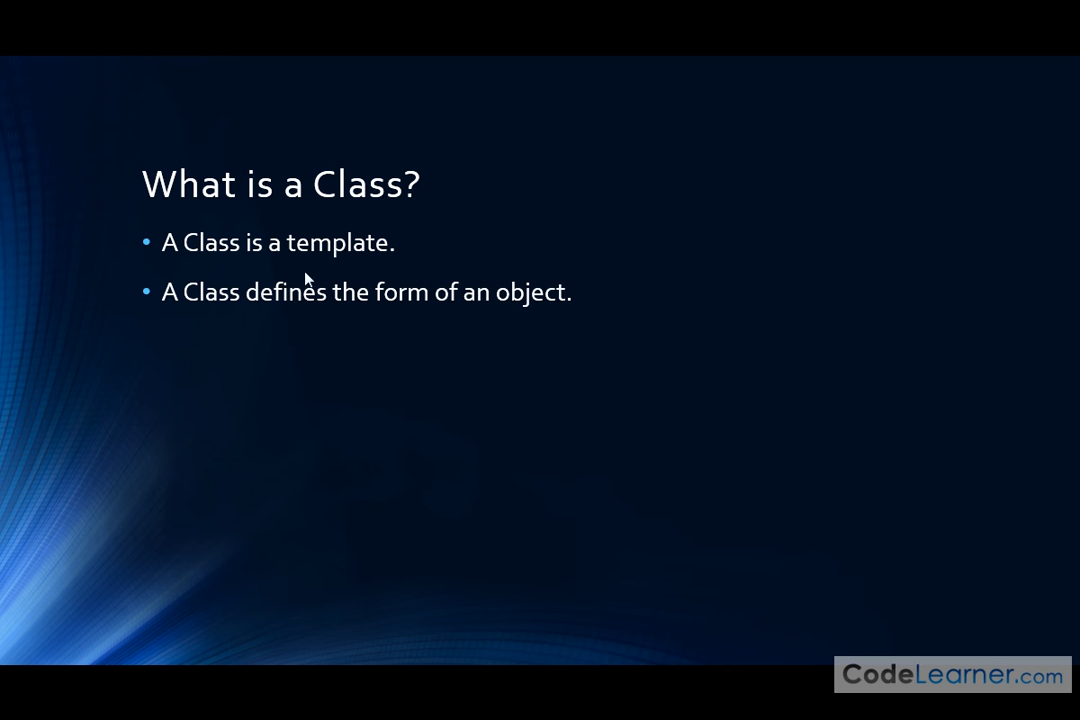 What is a Class?
• A Class is a template.
• A Class defines the form of an object.
CodeLearner.com